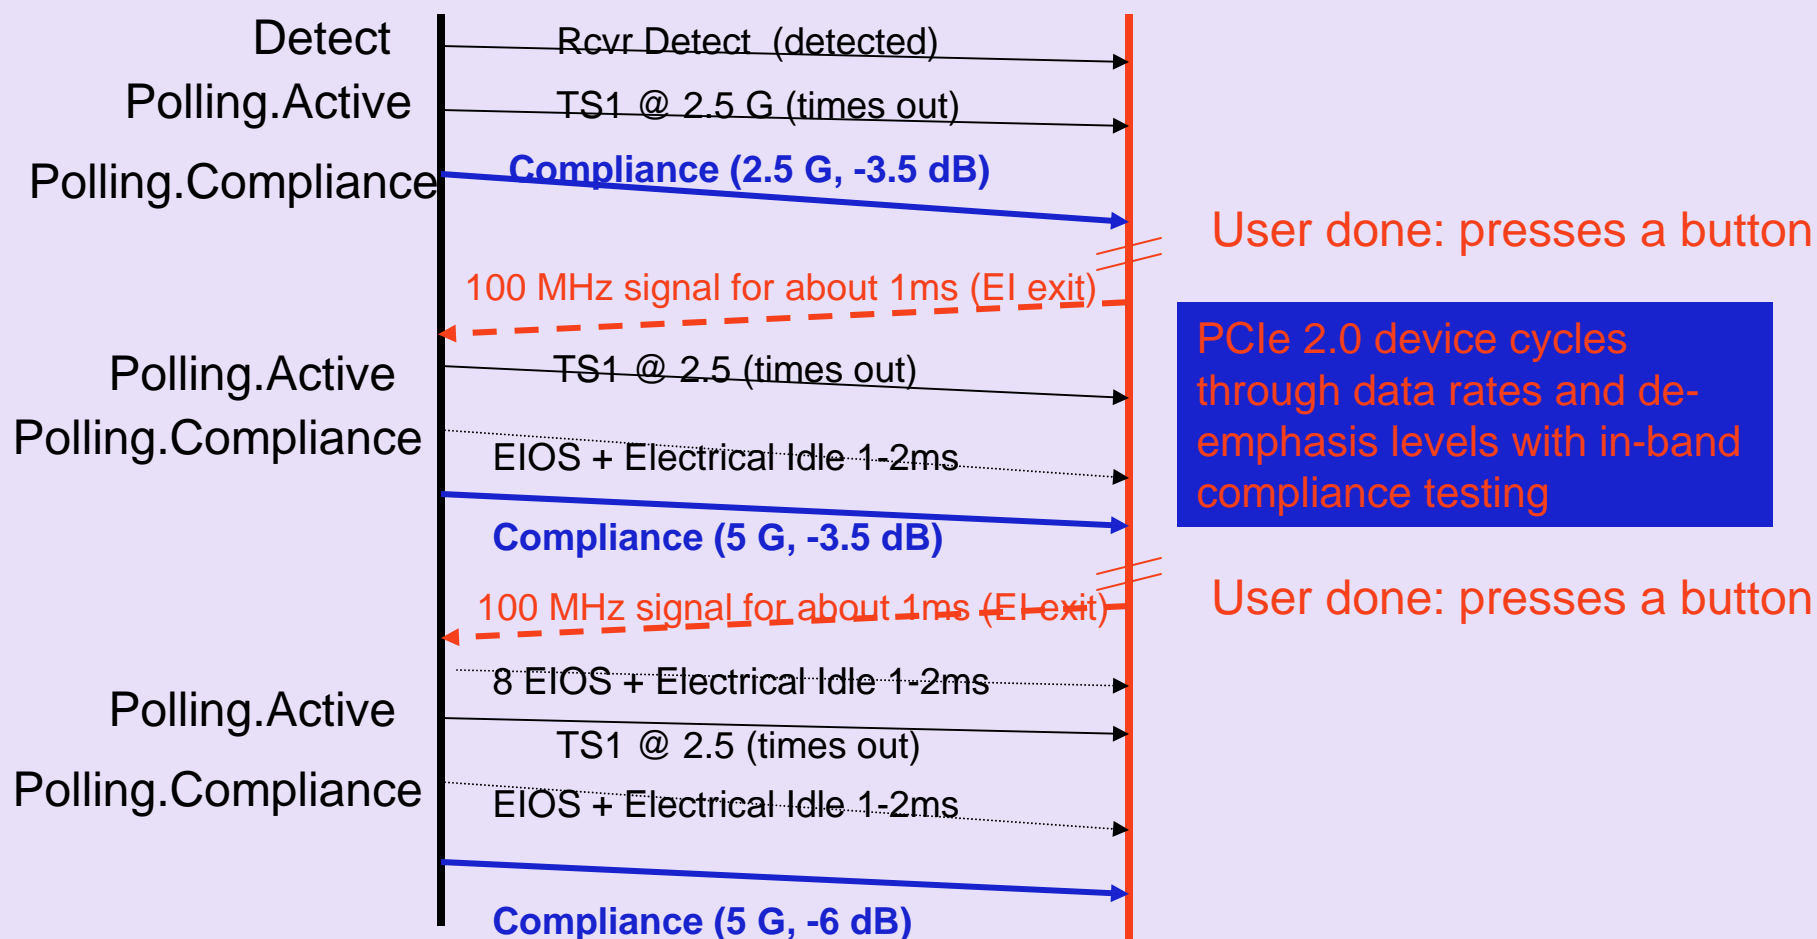 Detect
Rcvr Detect  (detected)
Polling.Active
TS1 @ 2.5 G (times out)
Polling.Compliance
Compliance (2.5 G, -3.5 dB)
User done: presses a button
100 MHz signal for about 1ms (EI exit)
PCIe 2.0 device cycles
through data rates and de-
emphasis levels with in-band
compliance testing
Polling.Active
TS1 @ 2.5 (times out)
Polling.Compliance
EIOS + Electrical Idle 1-2ms
Compliance (5 G, -3.5 dB)
User done: presses a button
100 MHz signal for about 1ms (EI exit)
8 EIOS + Electrical Idle 1-2ms
Polling.Active
TS1 @ 2.5 (times out)
Polling.Compliance
EIOS + Electrical Idle 1-2ms
Compliance (5 G, -6 dB)